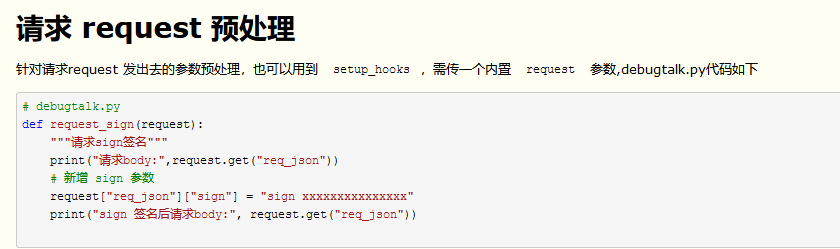 请求 request 预处理
针对请求request 发出去的参数预处理，也可以用到 setup_hooks ，需传一个内置 request 参数,debugtalk.py代码如下
# debugtalk.py
def request_sign(request):
    """请求sign签名"""
    print("请求body:",request.get("req_json"))
    # 新增 sign 参数
    request["req_json"]["sign"] = "sign xxxxxxxxxxxxxxx"
    print("sign 签名后请求body:", request.get("req_json"))